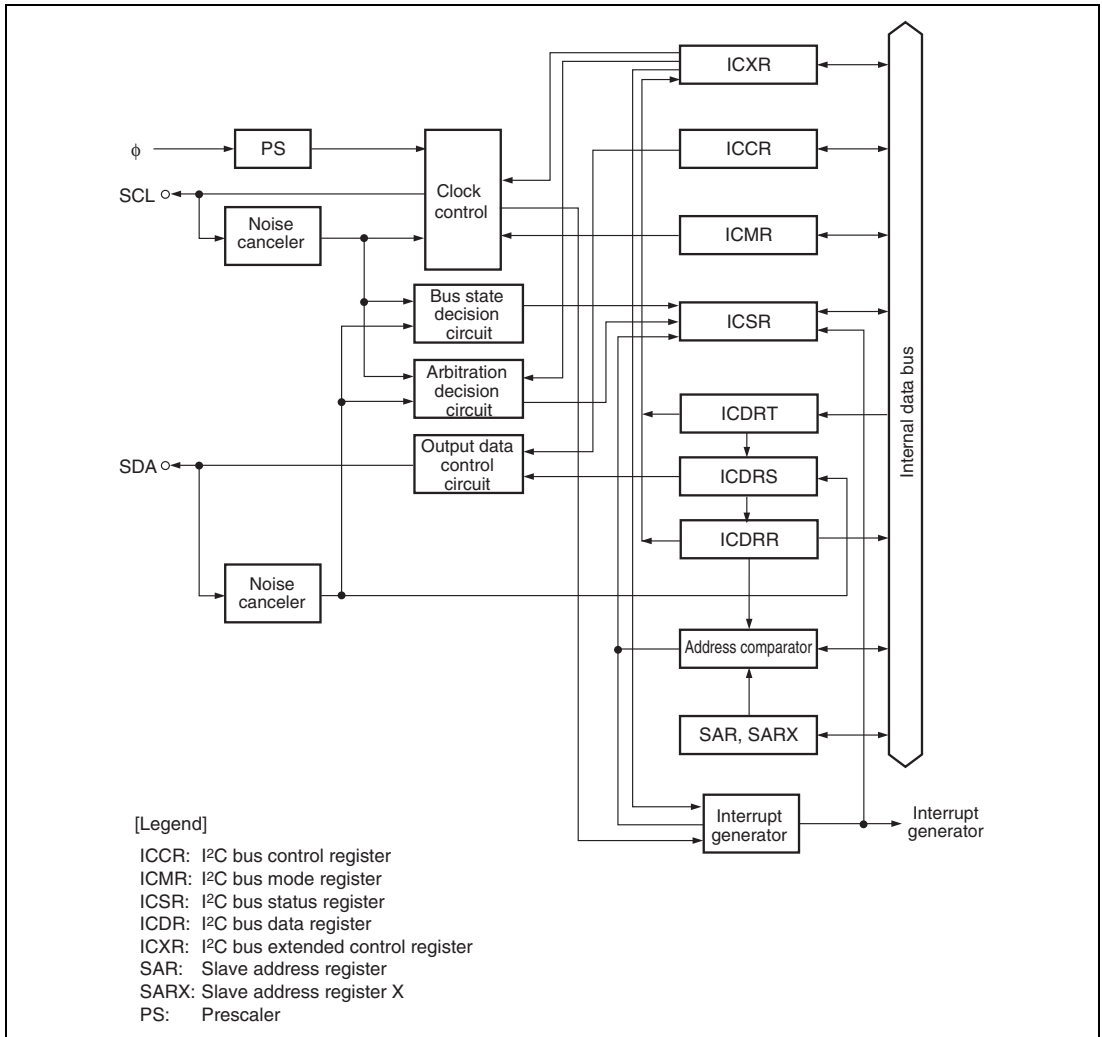 ICXR
φ
PS
ICCR
SCL
Clock
control
Noise
canceler
ICMR
Bus state
decision
circuit
ICSR
Internal data bus
Arbitration
decision
circuit
ICDRT
SDA
Output data
control
circuit
ICDRS
ICDRR
Noise
canceler
Address comparator
SAR, SARX
Interrupt
generator
Interrupt
generator
[Legend]
ICCR: I²C bus control register
ICMR: I²C bus mode register
ICSR: I²C bus status register
ICDR: I²C bus data register
ICXR: I²C bus extended control register
SAR: Slave address register
SARX: Slave address register X
PS: Prescaler